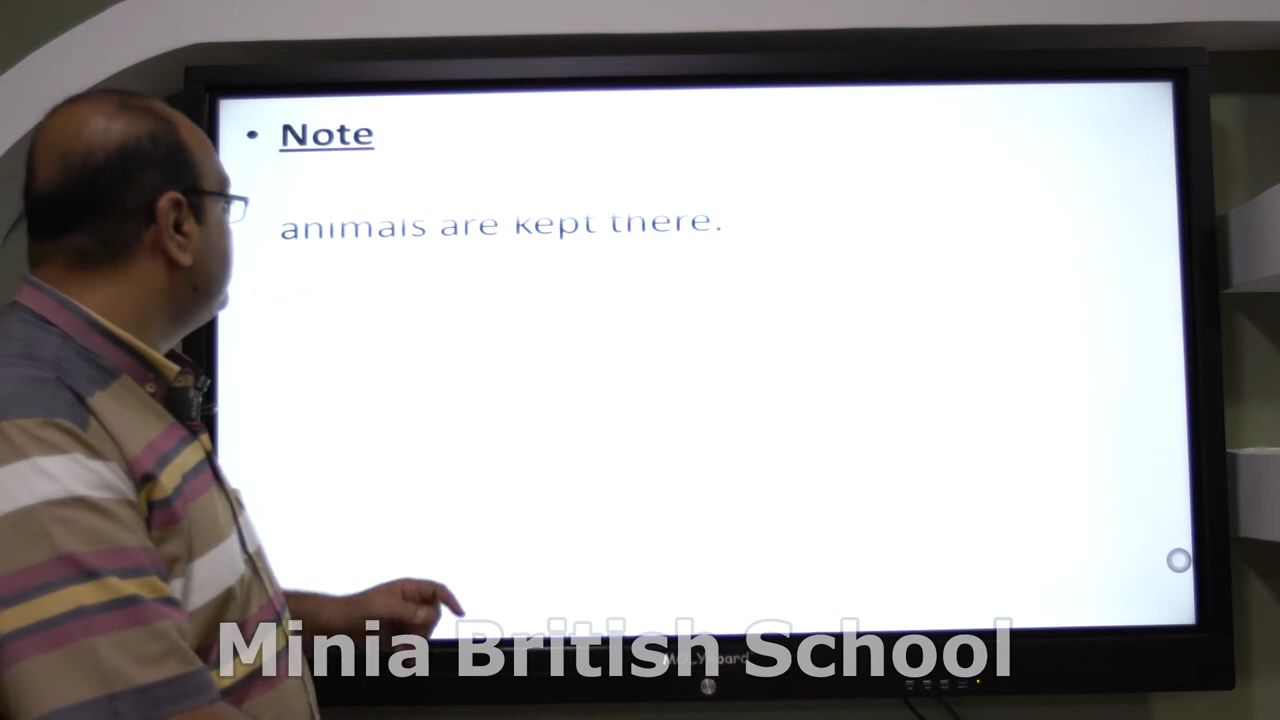 • Note
animals are kept there.
Minia British School